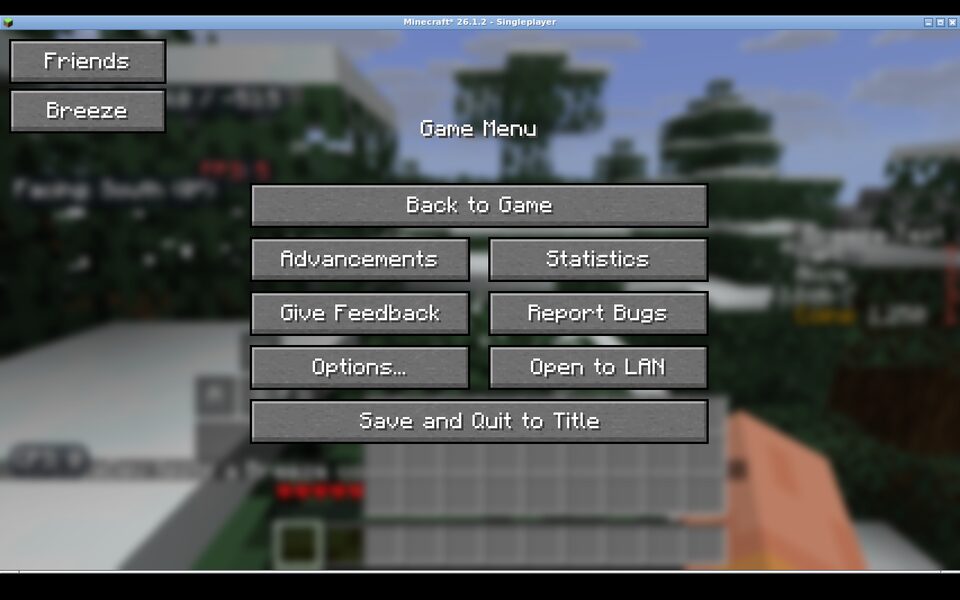 Minecraft* 26.1.2 - Singleplayer
Friends
Breeze
Game Menu
Back to Game
Advancements
Statistics
Give Feedback
Report Bugs
Options...
Open to LAN
Save and Quit to Title